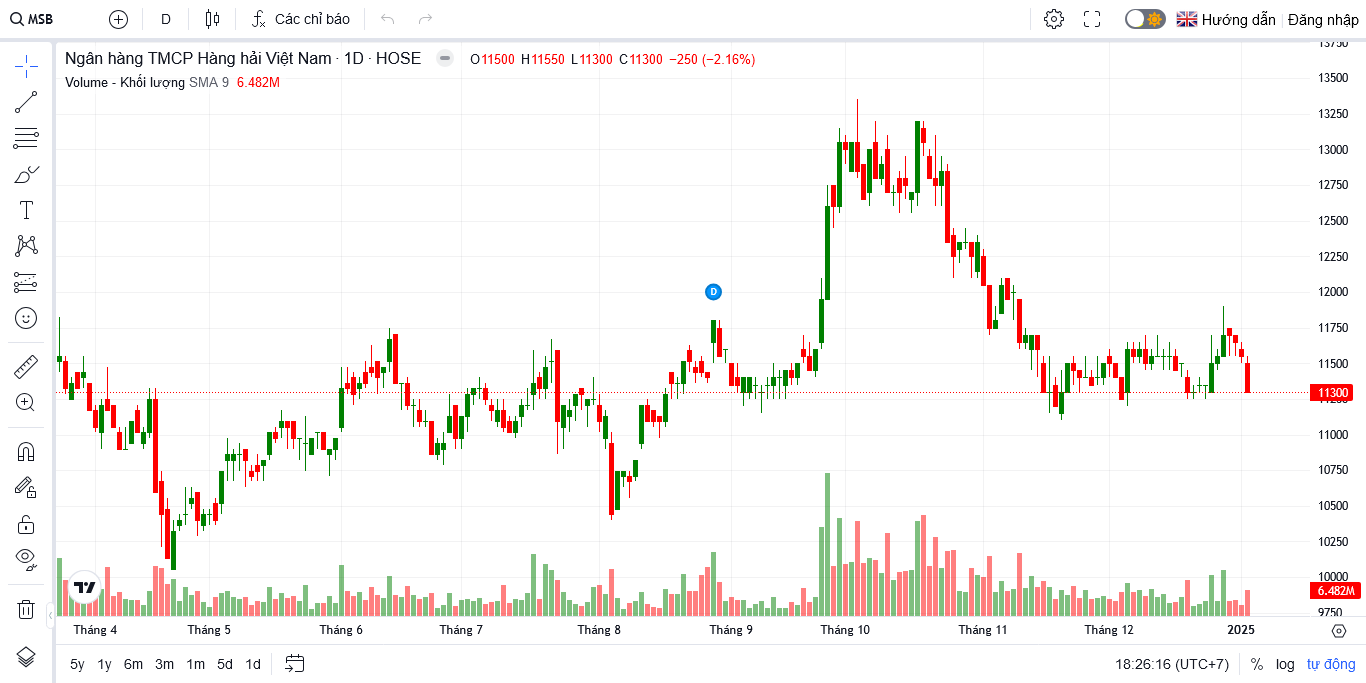 MSB D Các chỉ báo Hướng dẫn Đăng nhập
Ngân hàng TMCP Hàng hải Việt Nam · 1D · HOSE O11500 H11550 L11300 C11300 −250 (−2.16%)
Volume - Khối lượng SMA 9 6.482M
13750
13500
13250
13000
12750
12500
12250
D
12000
11750
11500
11300
11250
11000
10750
10500
10250
10000
6.482M
9750
Tháng 4 Tháng 5 Tháng 6 Tháng 7 Tháng 8 Tháng 9 Tháng 10 Tháng 11 Tháng 12 2025
5y 1y 6m 3m 1m 5d 1d 18:26:16 (UTC+7) % log tự động